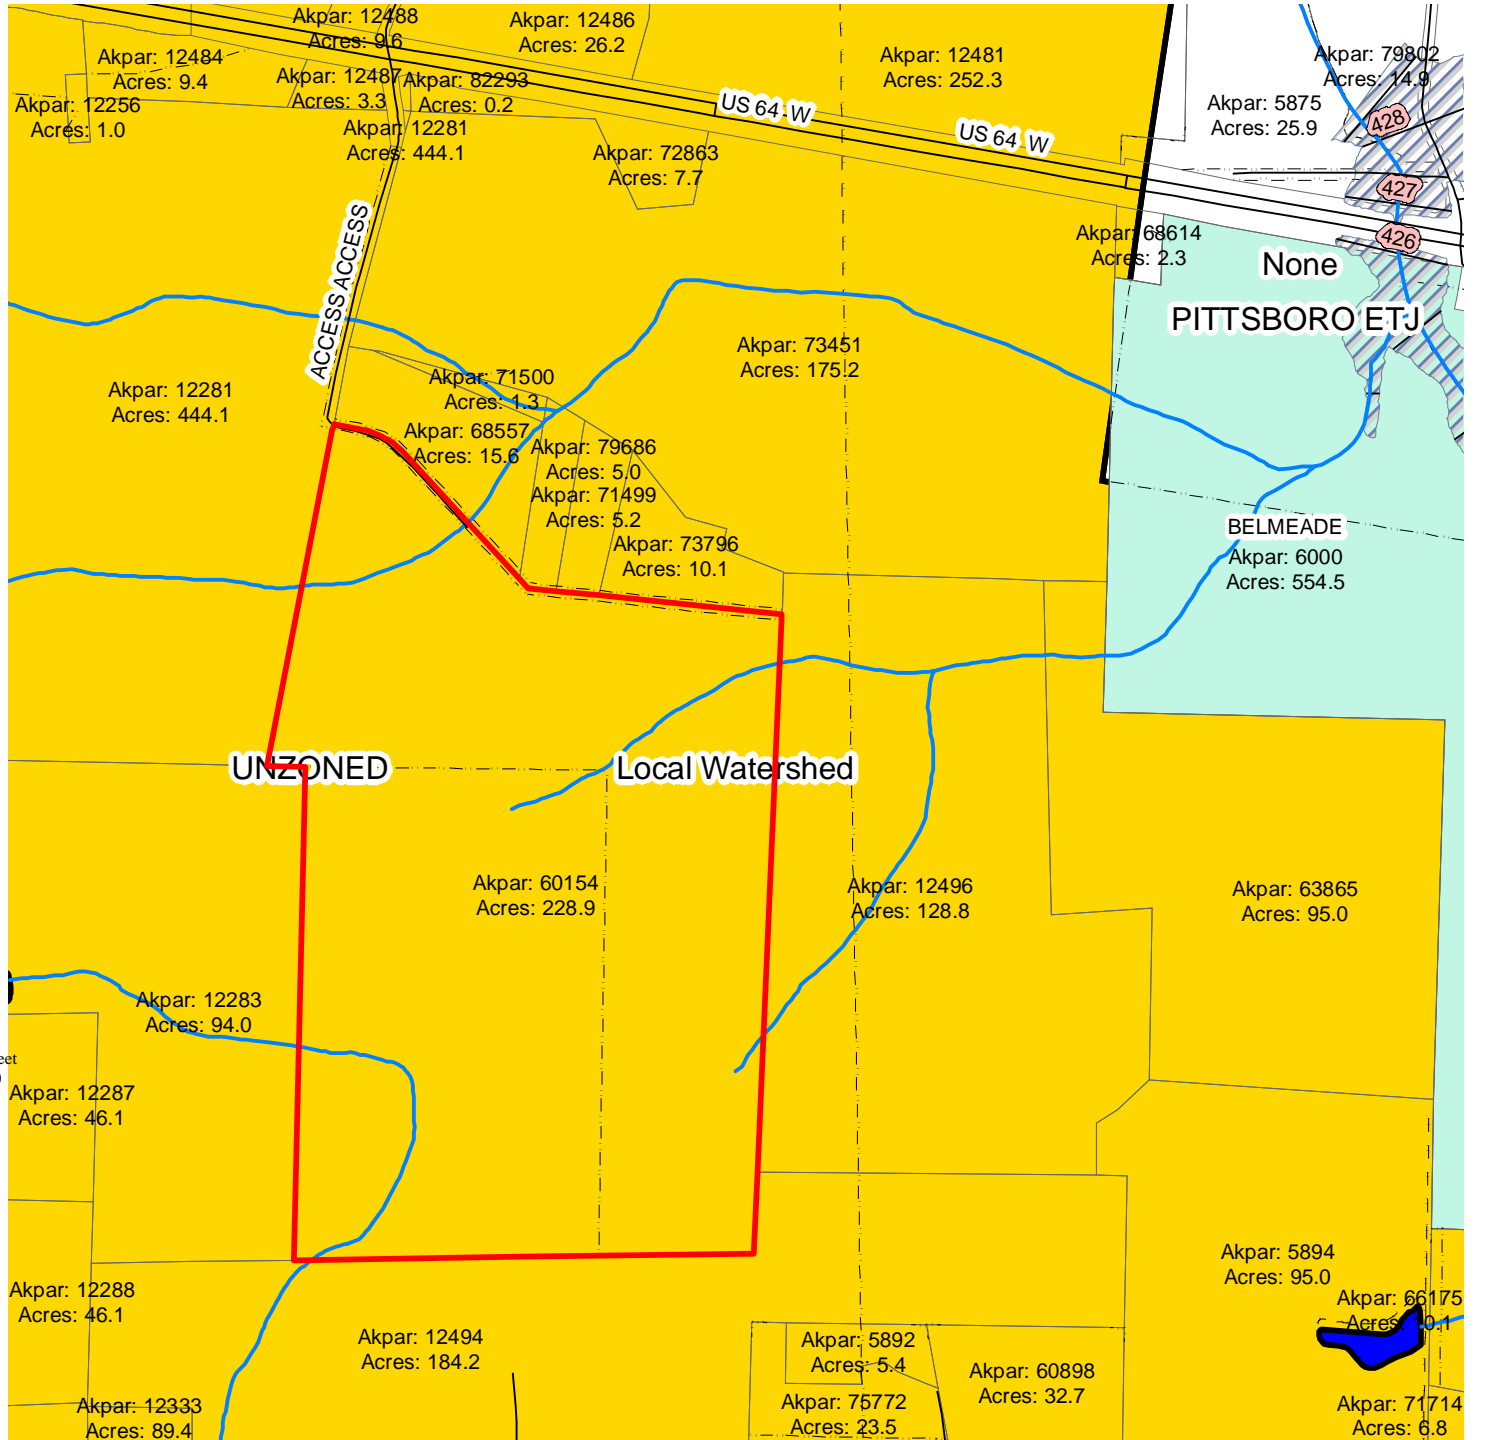 Akpar: 12488
Acres: 9.6
Akpar: 12486
Acres: 26.2
Akpar: 12484
Acres: 9.4
Akpar: 12487
Acres: 3.3
Akpar: 82293
Acres: 0.2
Akpar: 12481
Acres: 252.3
Akpar: 79802
Acres: 14.9
Akpar: 12256
Acres: 1.0
Akpar: 12281
Acres: 444.1
US 64 W
US 64 W
Akpar: 5875
Acres: 25.9
428
Akpar: 72863
Acres: 7.7
427
ACCESS ACCESS
Akpar: 68614
Acres: 2.3
426
None
PITTSBORO ETJ
Akpar: 73451
Acres: 175.2
Akpar: 12281
Acres: 444.1
Akpar: 71500
Acres: 1.3
Akpar: 68557
Acres: 15.6
Akpar: 79686
Acres: 5.0
Akpar: 71499
Acres: 5.2
Akpar: 73796
Acres: 10.1
BELMEADE
Akpar: 6000
Acres: 554.5
UNZONED
Local Watershed
Akpar: 60154
Acres: 228.9
Akpar: 12496
Acres: 128.8
Akpar: 63865
Acres: 95.0
Akpar: 12283
Acres: 94.0
eet
Akpar: 12287
Acres: 46.1
Akpar: 5894
Acres: 95.0
Akpar: 12288
Acres: 46.1
Akpar: 66175
Acres: 0.1
Akpar: 12494
Acres: 184.2
Akpar: 5892
Acres: 5.4
Akpar: 60898
Acres: 32.7
Akpar: 12333
Acres: 89.4
Akpar: 75772
Acres: 23.5
Akpar: 71714
Acres: 6.8